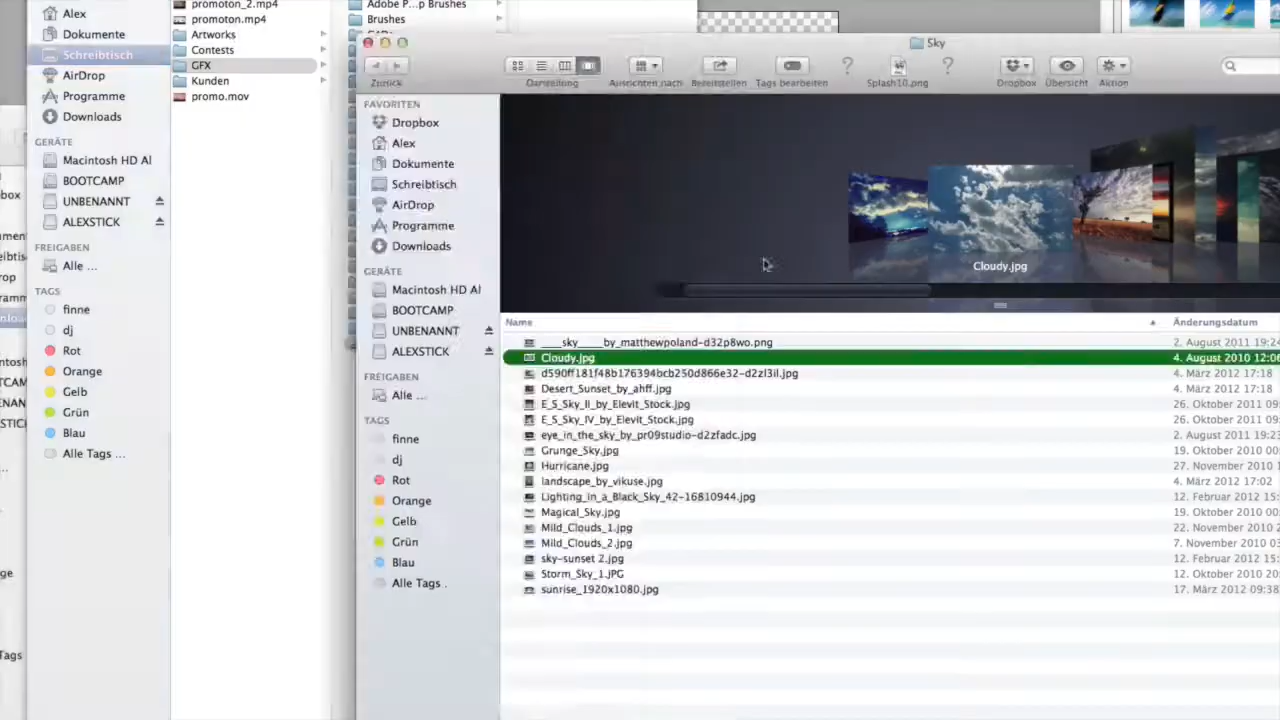 promoton_2.mp4
Alex
promoton.mp4
Dokumente
Artworks
Schreibtisch
Contests
AirDrop
GFX
Programme
Kunden
Downloads
promo.mov
GERÄTE
Macintosh HD Al
BOOTCAMP
UNBENANNT
ALEXSTICK
FREIGABEN
Alle ...
TAGS
finne
dj
Rot
Orange
Gelb
Grün
Blau
Alle Tags ...
Adobe P...p Brushes
Brushes
Sky
Zurück
Darstellung
Ausrichten nach
Bereitstellen
Tags bearbeiten
Splash10.png
Dropbox
Übersicht
Aktion
FAVORITEN
Dropbox
Alex
Dokumente
Schreibtisch
AirDrop
Programme
Downloads
GERÄTE
Macintosh HD Al
BOOTCAMP
UNBENANNT
ALEXSTICK
FREIGABEN
Alle ...
TAGS
finne
dj
Rot
Orange
Gelb
Grün
Blau
Alle Tags ..
Cloudy.jpg
Name Änderungsdatum
___sky____by_matthewpoland-d32p8wo.png 2. August 2011 19:24
Cloudy.jpg 4. August 2010 12:06
d590ff181f48b176394bcb250d866e32-d2zl3il.jpg 4. März 2012 17:18
Desert_Sunset_by_ahff.jpg 4. März 2012 17:18
E_S_Sky_II_by_Elevit_Stock.jpg 26. Oktober 2011 09:
E_S_Sky_IV_by_Elevit_Stock.jpg 26. Oktober 2011 09:
eye_in_the_sky_by_pr09studio-d2zfadc.jpg 2. August 2011 19:23
Grunge_Sky.jpg 19. Oktober 2010 00:
Hurricane.jpg 27. November 2010 1
landscape_by_vikuse.jpg 4. März 2012 17:02
Lighting_in_a_Black_Sky_42-16810944.jpg 12. Februar 2012 15:
Magical_Sky.jpg 19. Oktober 2010 00:
Mild_Clouds_1.jpg 22. November 2010 2
Mild_Clouds_2.jpg 7. November 2010 03
sky-sunset 2.jpg 12. Februar 2012 15:
Storm_Sky_1.JPG 12. Oktober 2010 20:
sunrise_1920x1080.jpg 17. März 2012 09:38